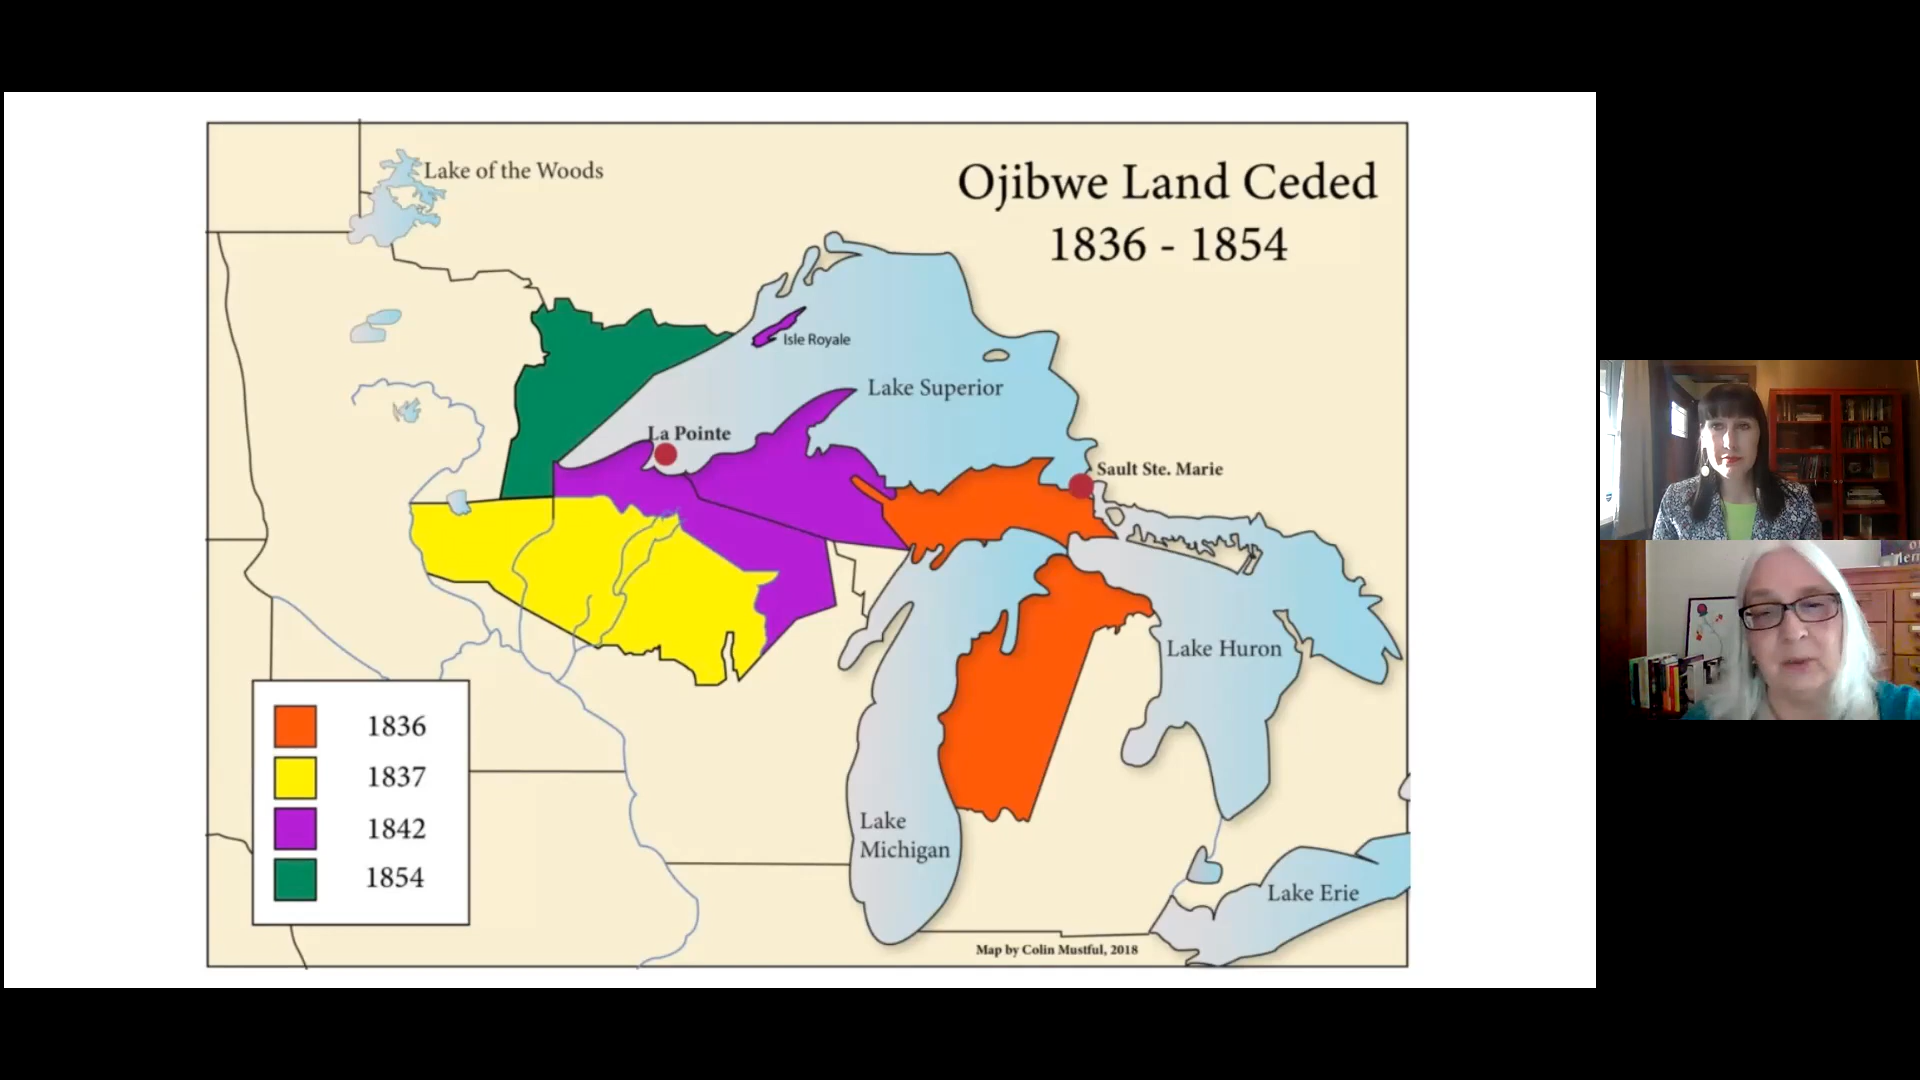 Ojibwe Land Ceded
1836 - 1854
Lake of the Woods
Isle Royale
Lake Superior
La Pointe
Sault Ste. Marie
Lake Huron
Lake
Michigan
Lake Erie
1836
1837
1842
1854
Map by Colin Mustful, 2018